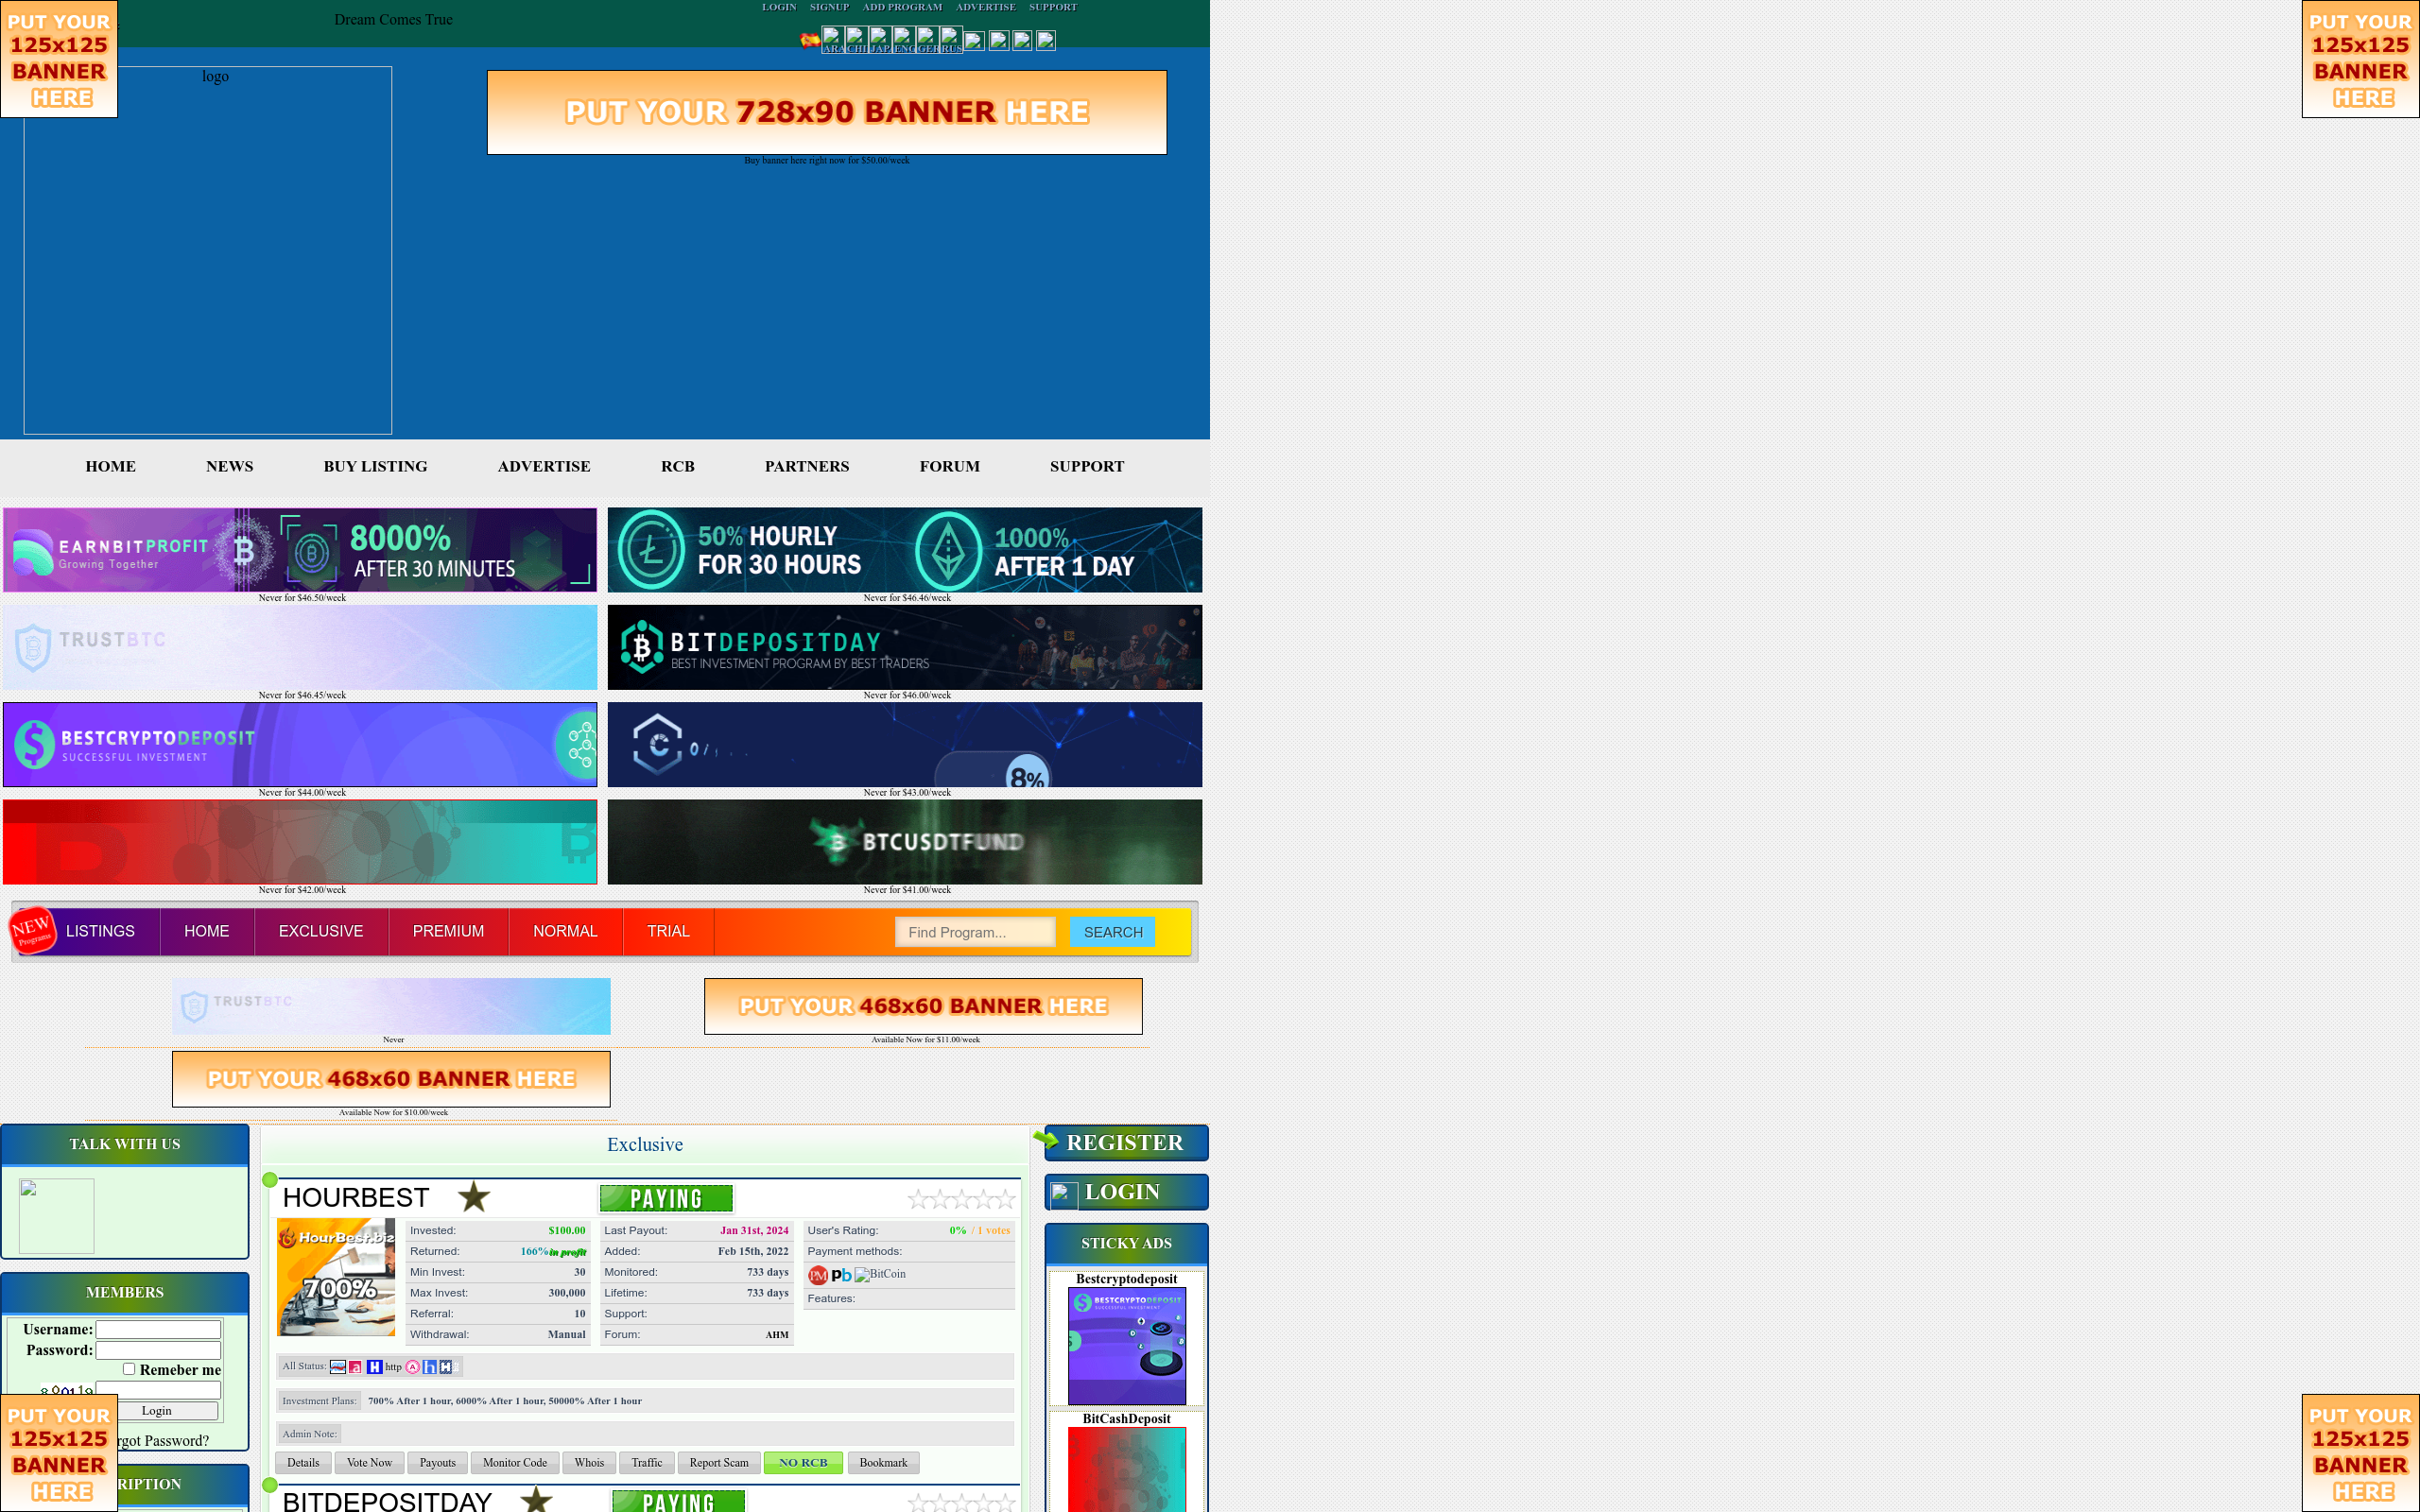 PUT YOUR
125x125
BANNER
HERE
Dream Comes True
LOGIN SIGNUP ADD PROGRAM ADVERTISE SUPPORT
ARA CHI JAP ENG GER RUS
PUT YOUR
125x125
BANNER
HERE
logo
PUT YOUR 728x90 BANNER HERE
Buy banner here right now for $50.00/week
HOME NEWS BUY LISTING ADVERTISE RCB PARTNERS FORUM SUPPORT
EARNBITPROFIT
Growing Together
8000%
AFTER 30 MINUTES
50% HOURLY
FOR 30 HOURS
1000%
AFTER 1 DAY
Never for $46.50/week
Never for $46.46/week
TRUSTBTC
BITDEPOSITDAY
BEST INVESTMENT PROGRAM BY BEST TRADERS
Never for $46.45/week
Never for $46.00/week
BESTCRYPTODEPOSIT
SUCCESSFUL INVESTMENT
8%
Never for $44.00/week
Never for $43.00/week
BTCUSDTFUND
Never for $42.00/week
Never for $41.00/week
NEW
Programs
LISTINGS HOME EXCLUSIVE PREMIUM NORMAL TRIAL
Find Program...
SEARCH
TRUSTBTC
PUT YOUR 468x60 BANNER HERE
Never
Available Now for $11.00/week
PUT YOUR 468x60 BANNER HERE
Available Now for $10.00/week
TALK WITH US
MEMBERS
Username:
Password:
Remeber me
Login
rgot Password?
RIPTION
PUT YOUR
125x125
BANNER
HERE
Exclusive
HOURBEST
PAYING
HourBest.biz
700%
Invested: $100.00
Returned: 166% in profit
Min Invest: 30
Max Invest: 300,000
Referral: 10
Withdrawal: Manual
Last Payout: Jan 31st, 2024
Added: Feb 15th, 2022
Monitored: 733 days
Lifetime: 733 days
Support:
Forum: AHM
User's Rating: 0% / 1 votes
Payment methods:
PM pb BitCoin
Features:
All Status: a H http A h H
Investment Plans: 700% After 1 hour, 6000% After 1 hour, 50000% After 1 hour
Admin Note:
Details Vote Now Payouts Monitor Code Whois Traffic Report Scam NO RCB Bookmark
BITDEPOSITDAY
PAYING
REGISTER
LOGIN
STICKY ADS
Bestcryptodeposit
BESTCRYPTODEPOSIT
SUCCESSFUL INVESTMENT
BitCashDeposit
PUT YOUR
125x125
BANNER
HERE